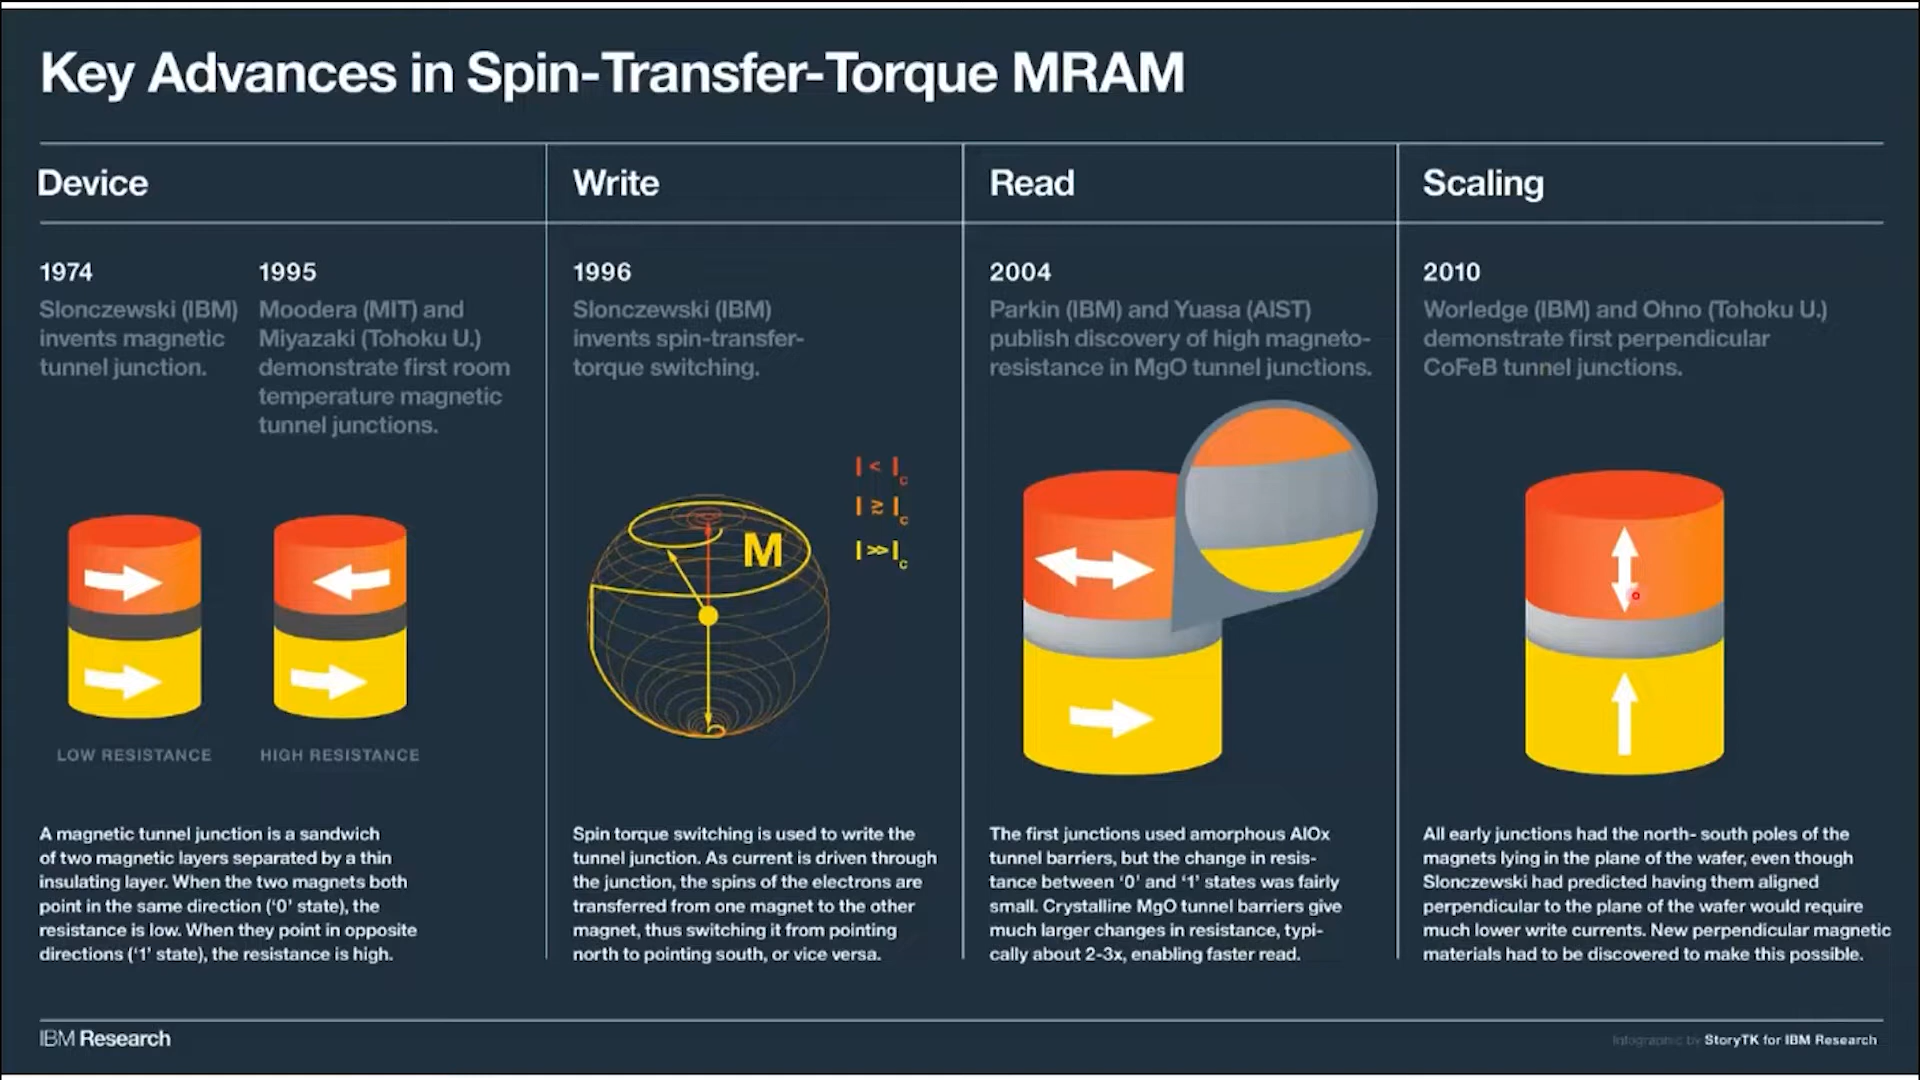 Key Advances in Spin-Transfer-Torque MRAM
Device
1974
Slonczewski (IBM)
invents magnetic
tunnel junction.
1995
Moodera (MIT) and
Miyazaki (Tohoku U.)
demonstrate first room
temperature magnetic
tunnel junctions.
LOW RESISTANCE
HIGH RESISTANCE
A magnetic tunnel junction is a sandwich
of two magnetic layers separated by a thin
insulating layer. When the two magnets both
point in the same direction (‘0’ state), the
resistance is low. When they point in opposite
directions (‘1’ state), the resistance is high.
Write
1996
Slonczewski (IBM)
invents spin-transfer-
torque switching.
I < Ic
I ≥ Ic
I >> Ic
M
Spin torque switching is used to write the
tunnel junction. As current is driven through
the junction, the spins of the electrons are
transferred from one magnet to the other
magnet, thus switching it from pointing
north to pointing south, or vice versa.
Read
2004
Parkin (IBM) and Yuasa (AIST)
publish discovery of high magneto-
resistance in MgO tunnel junctions.
The first junctions used amorphous AlOx
tunnel barriers, but the change in resis-
tance between ‘0’ and ‘1’ states was fairly
small. Crystalline MgO tunnel barriers give
much larger changes in resistance, typi-
cally about 2-3x, enabling faster read.
Scaling
2010
Worledge (IBM) and Ohno (Tohoku U.)
demonstrate first perpendicular
CoFeB tunnel junctions.
All early junctions had the north- south poles of the
magnets lying in the plane of the wafer, even though
Slonczewski had predicted having them aligned
perpendicular to the plane of the wafer would require
much lower write currents. New perpendicular magnetic
materials had to be discovered to make this possible.
IBM Research
Infographic by StoryTK for IBM Research